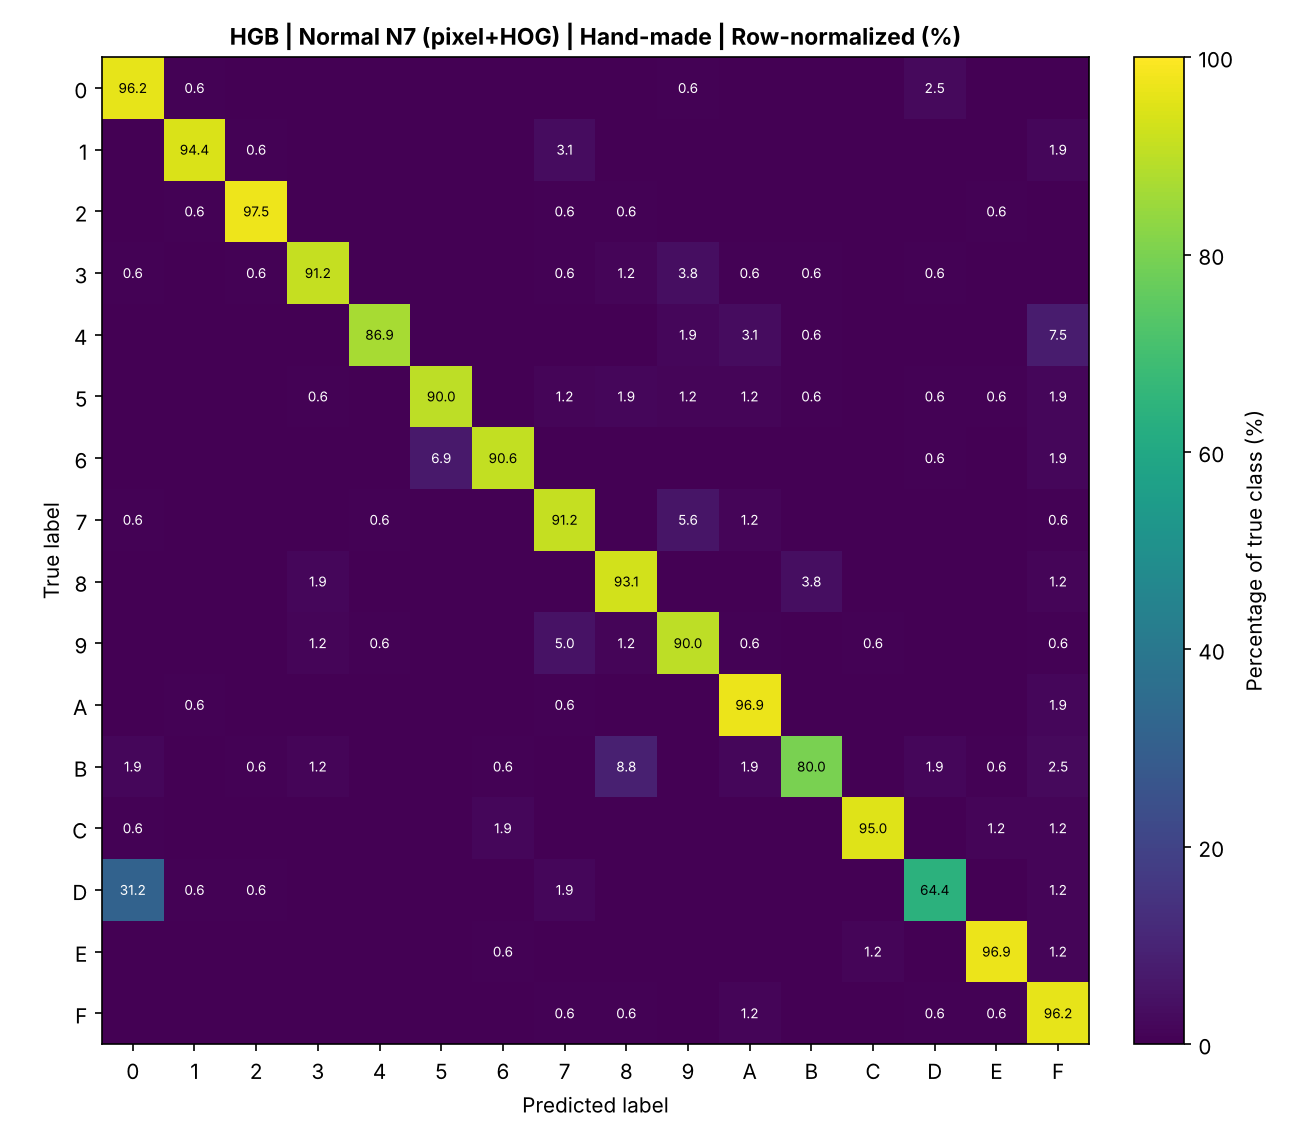 HGB | Normal N7 (pixel+HOG) | Hand-made | Row-normalized (%)
0 96.2 0.6 0.6 2.5
1 94.4 0.6 3.1 1.9
2 0.6 97.5 0.6 0.6 0.6
3 0.6 0.6 91.2 0.6 1.2 3.8 0.6 0.6 0.6
4 86.9 1.9 3.1 0.6 7.5
5 0.6 90.0 1.2 1.9 1.2 1.2 0.6 0.6 0.6 1.9
6 6.9 90.6 0.6 1.9
7 0.6 0.6 91.2 5.6 1.2 0.6
8 1.9 93.1 3.8 1.2
9 1.2 0.6 5.0 1.2 90.0 0.6 0.6 0.6
A 0.6 0.6 96.9 1.9
B 1.9 0.6 1.2 0.6 8.8 1.9 80.0 1.9 0.6 2.5
C 0.6 1.9 95.0 1.2 1.2
D 31.2 0.6 0.6 1.9 64.4 1.2
E 0.6 1.2 96.9 1.2
F 0.6 0.6 1.2 0.6 0.6 96.2
0 1 2 3 4 5 6 7 8 9 A B C D E F
Predicted label
True label
100
80
60
40
20
0
Percentage of true class (%)